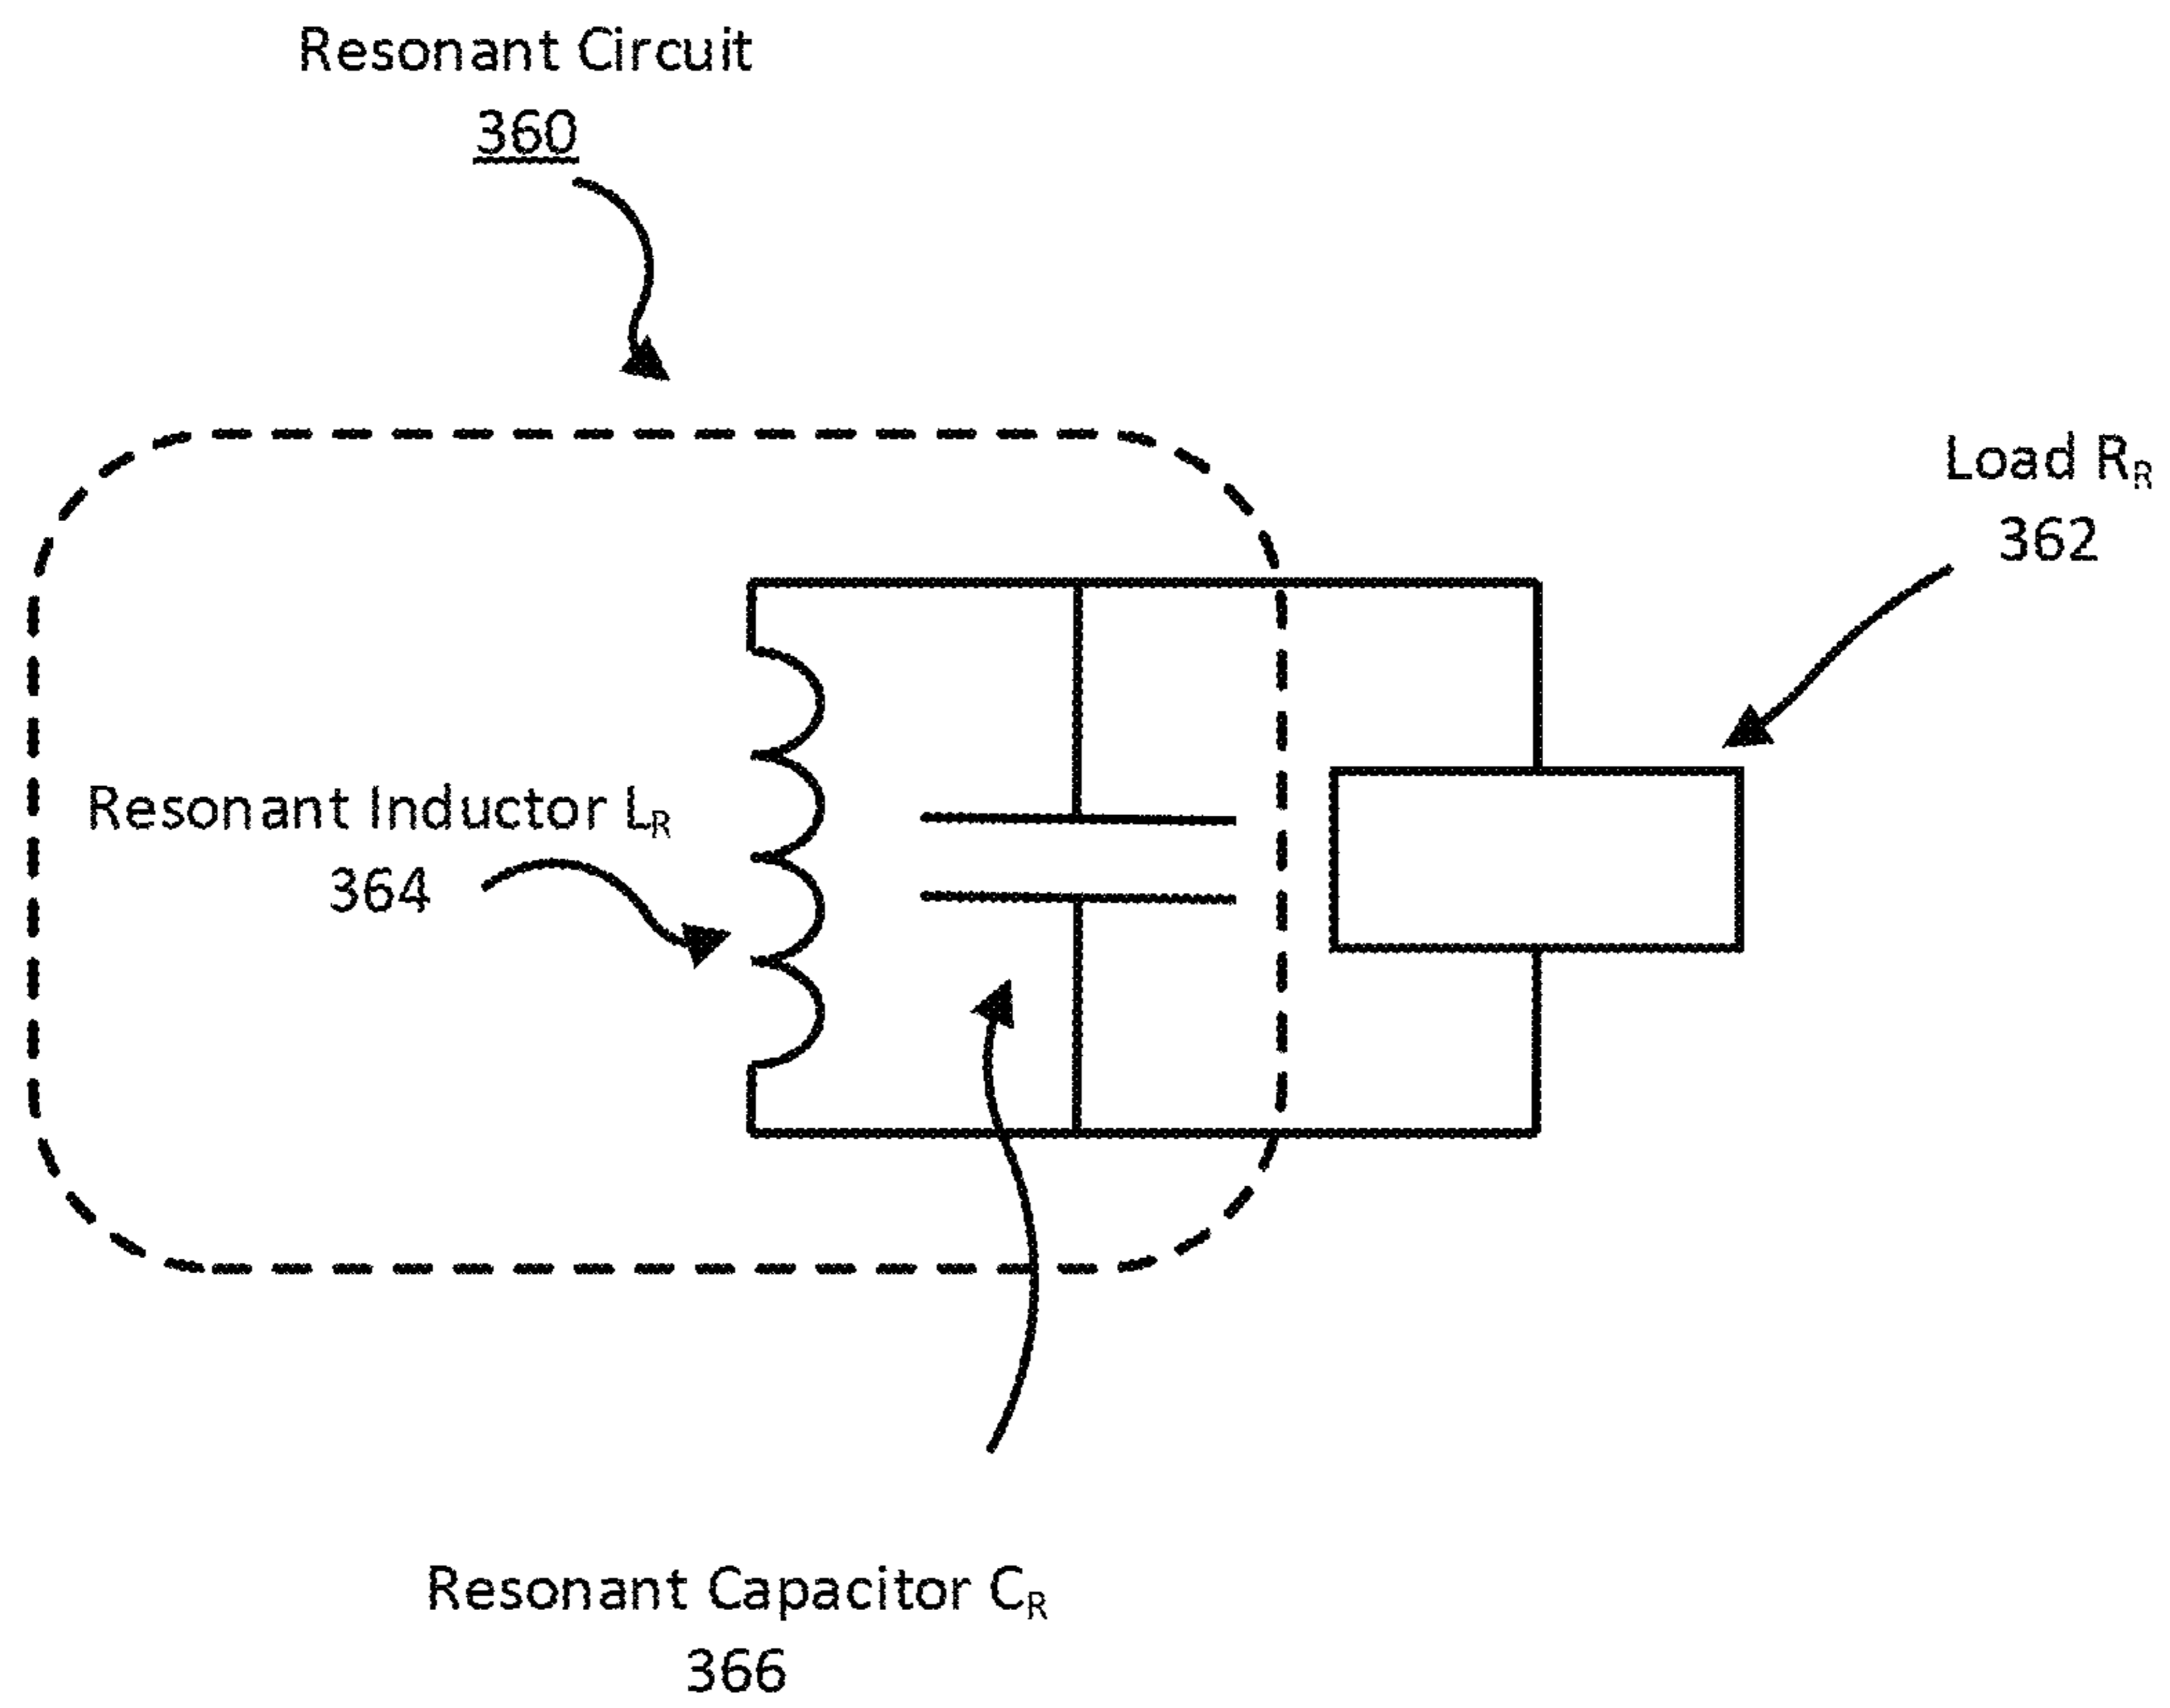 Resonant Circuit
360
Load RR
362
Resonant Inductor LR
364
Resonant Capacitor CR
366